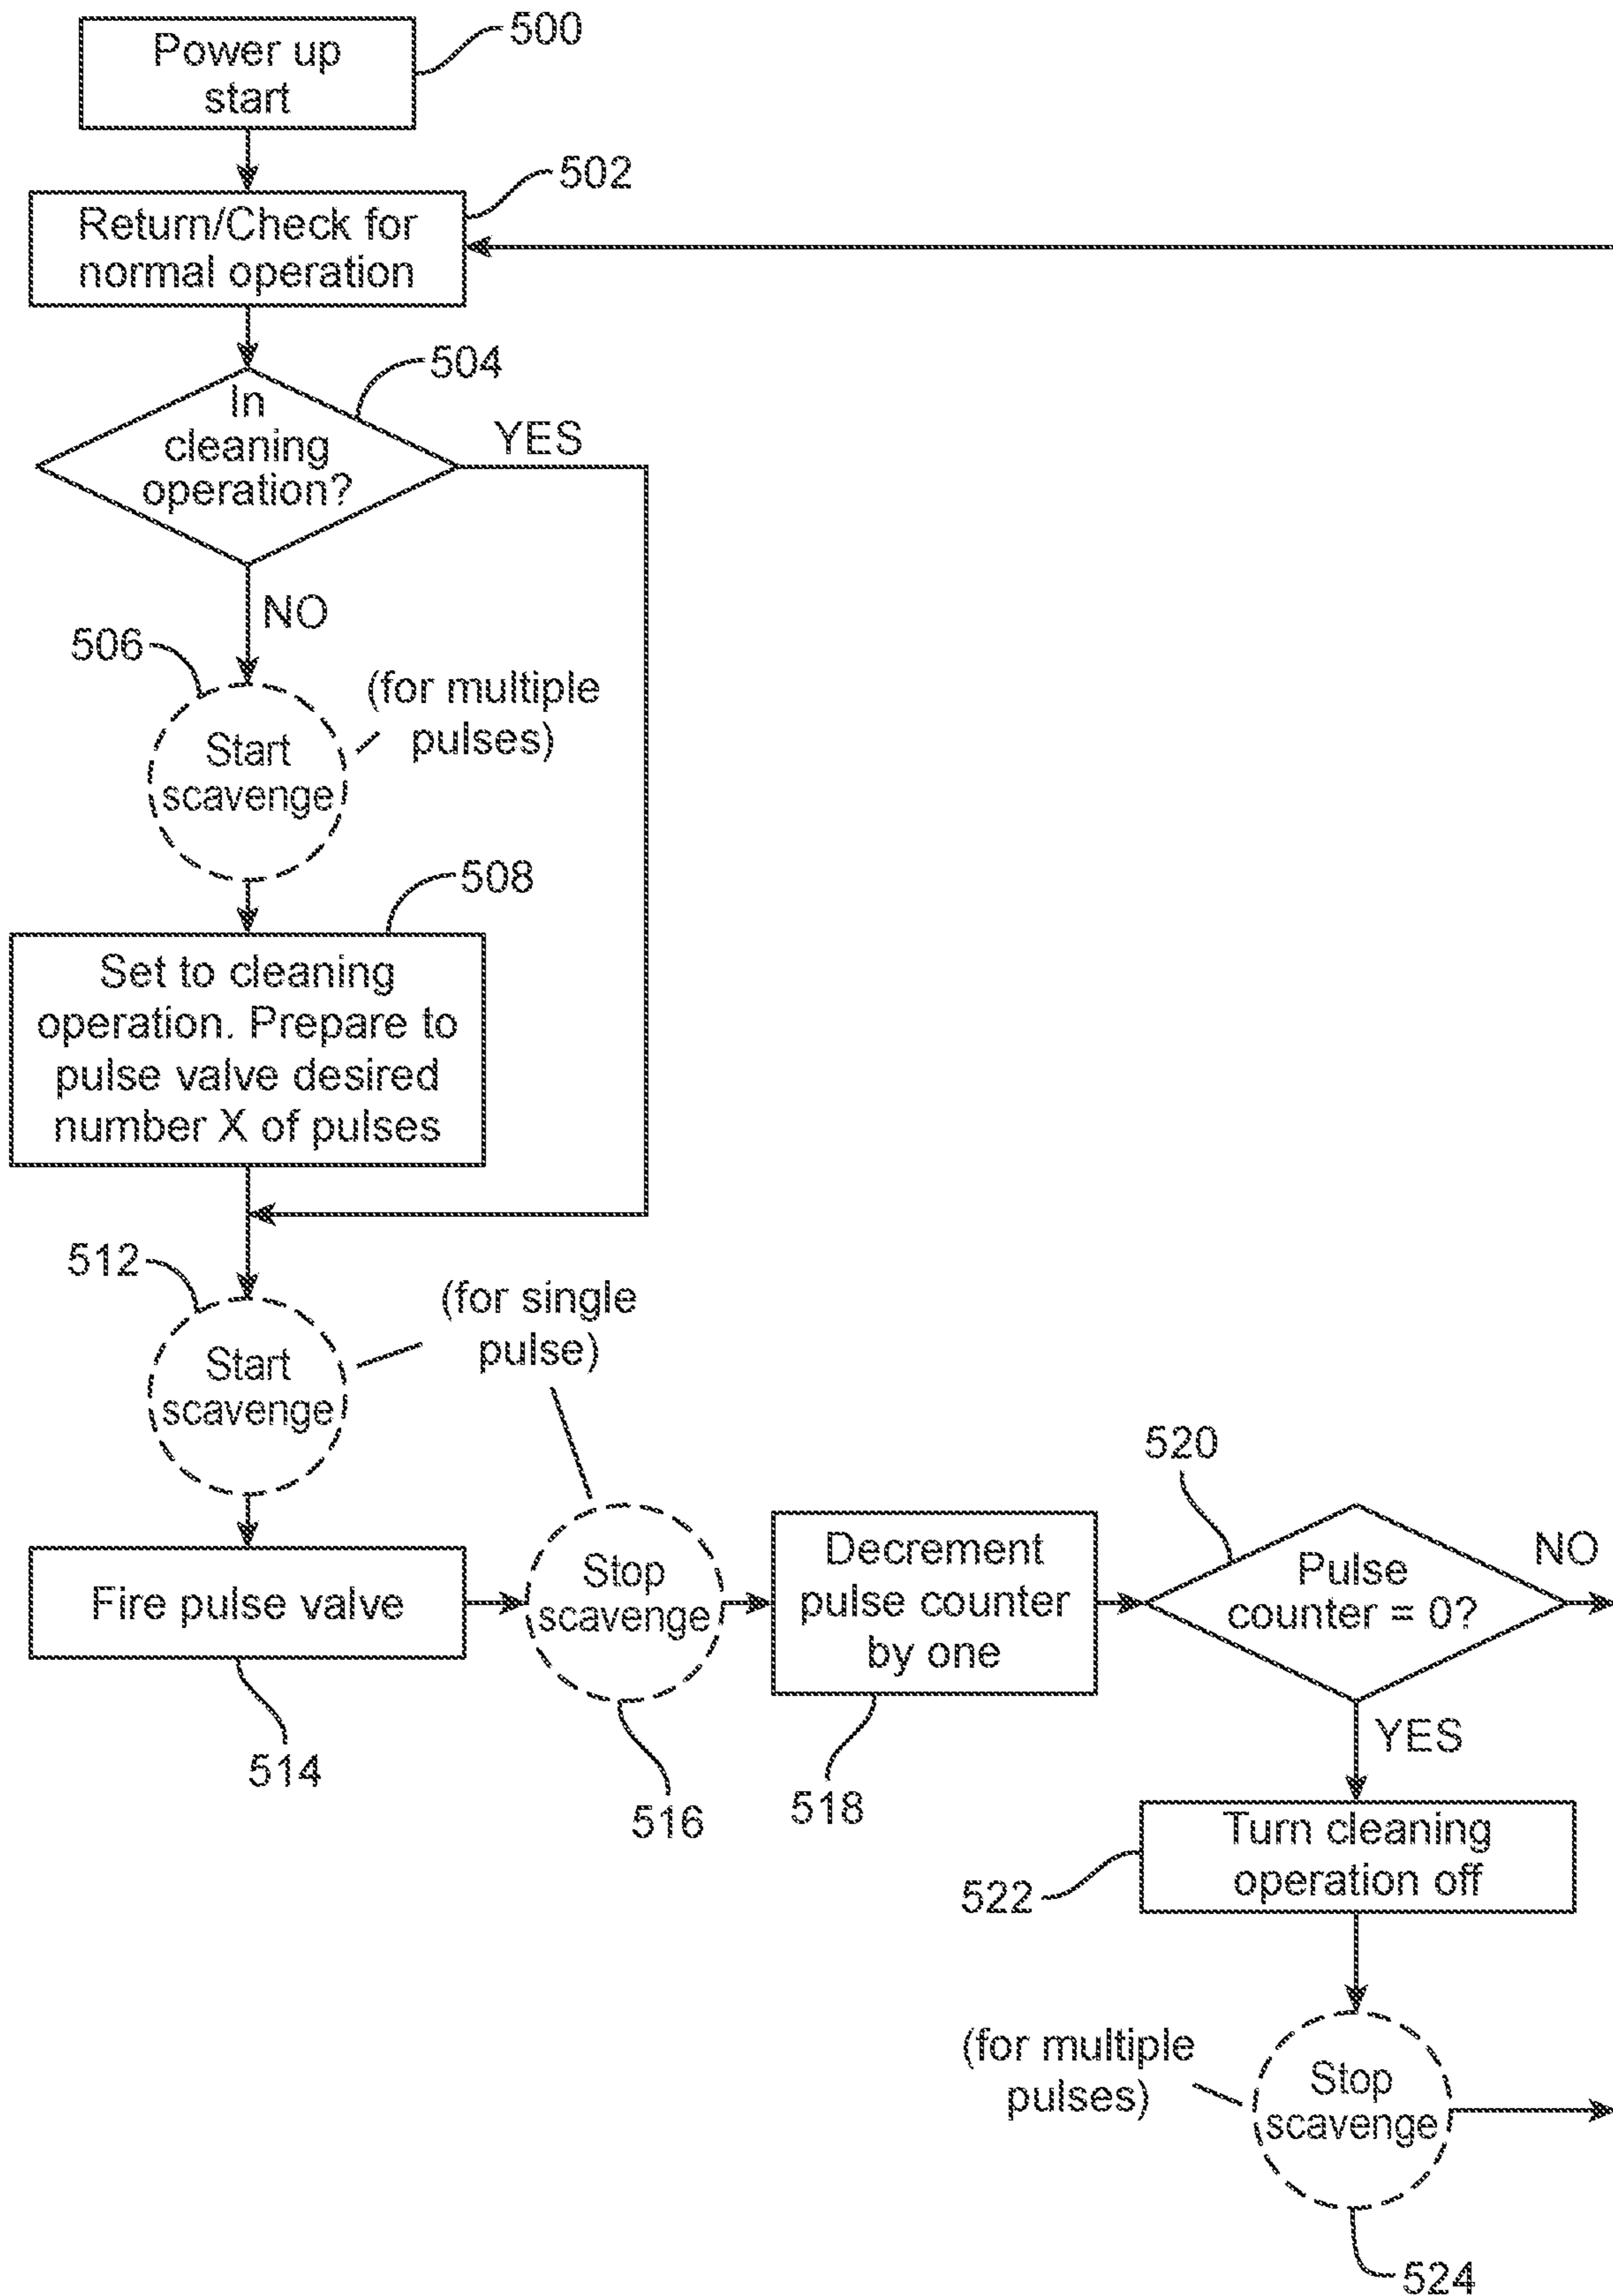 Power up
start
500
Return/Check for
normal operation
502
In
cleaning
operation?
504
YES
NO
506
Start
scavenge
(for multiple
pulses)
508
Set to cleaning
operation. Prepare to
pulse valve desired
number X of pulses
512
Start
scavenge
(for single
pulse)
Fire pulse valve
514
Stop
scavenge
516
Decrement
pulse counter
by one
518
520
Pulse
counter = 0?
NO
YES
Turn cleaning
operation off
522
(for multiple
pulses)
Stop
scavenge
524